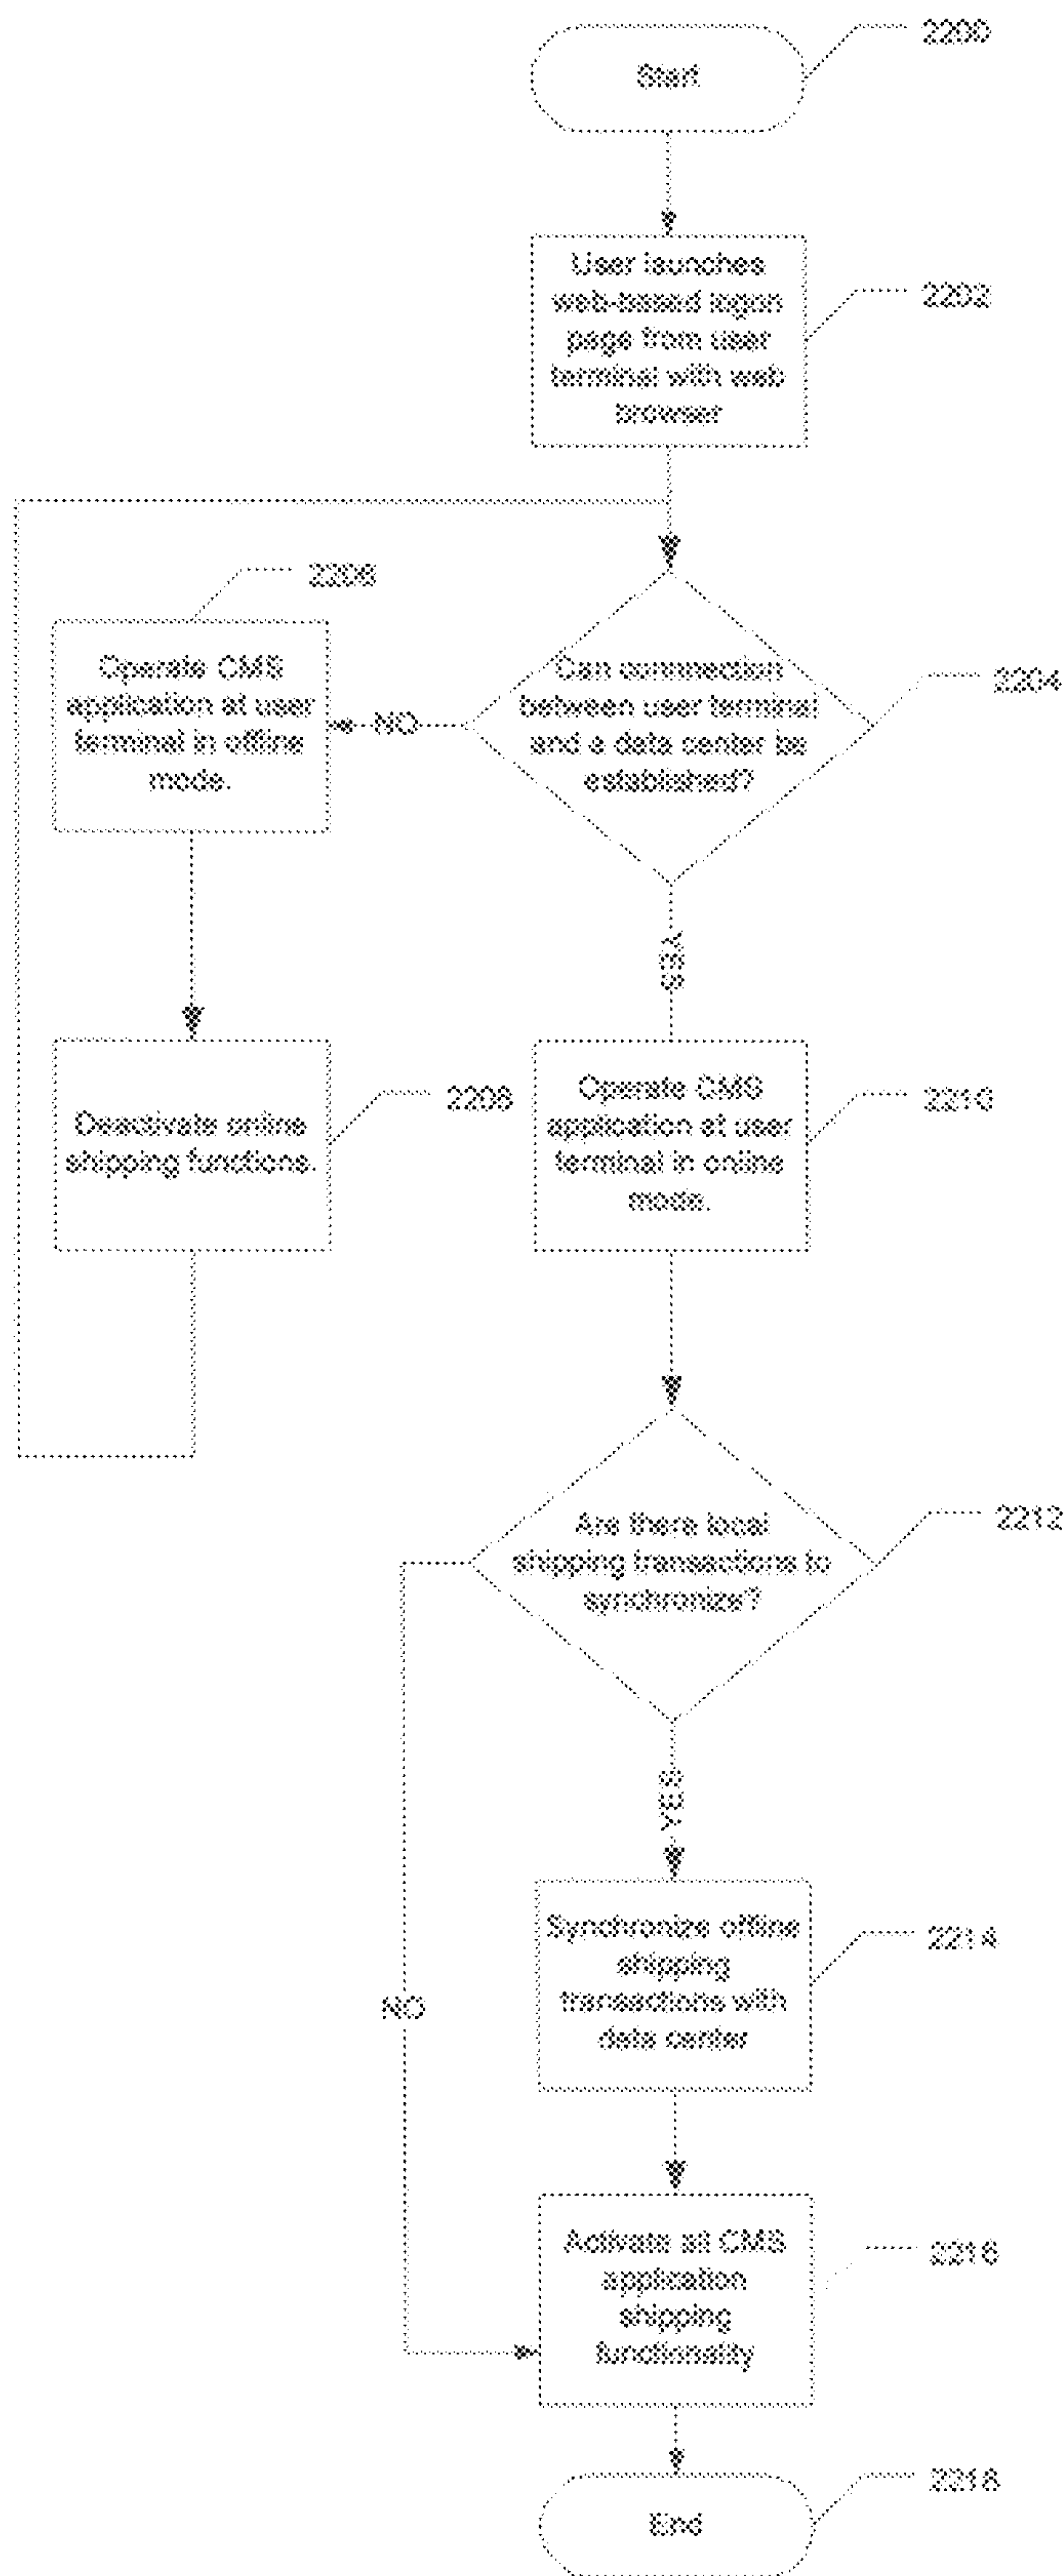 Start
2200
User launches
web-based logon
page from user
terminal with web
browser
2202
2206
Operate CMS
application at user
terminal in offline
mode.
NO
Can connection
between user terminal
and a data center be
established?
2204
YES
Deactivate online
shipping functions.
2208
Operate CMS
application at user
terminal in online
mode.
2210
Are there local
shipping transactions to
synchronize?
2212
YES
NO
Synchronize offline
shipping
transactions with
data center
2214
Activate all CMS
application
shipping
functionality
2216
End
2218